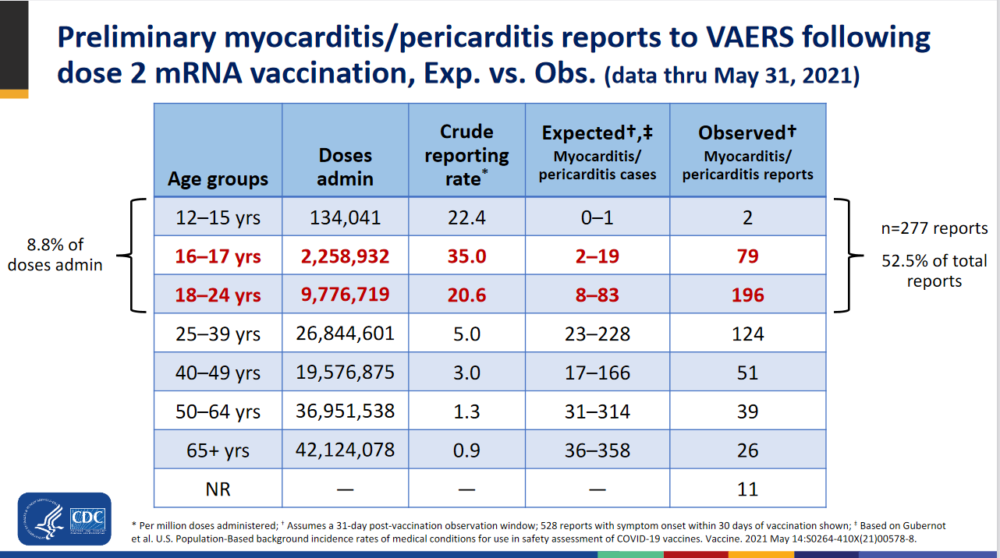 Preliminary myocarditis/pericarditis reports to VAERS following
dose 2 mRNA vaccination, Exp. vs. Obs. (data thru May 31, 2021)
Age groups
Doses
admin
Crude
reporting
rate*
Expected†,‡
Myocarditis/
pericarditis cases
Observed†
Myocarditis/
pericarditis reports
12–15 yrs 134,041 22.4 0–1 2
16–17 yrs 2,258,932 35.0 2–19 79
18–24 yrs 9,776,719 20.6 8–83 196
25–39 yrs 26,844,601 5.0 23–228 124
40–49 yrs 19,576,875 3.0 17–166 51
50–64 yrs 36,951,538 1.3 31–314 39
65+ yrs 42,124,078 0.9 36–358 26
NR — — — 11
8.8% of
doses admin
n=277 reports
52.5% of total
reports
CDC
* Per million doses administered; † Assumes a 31-day post-vaccination observation window; 528 reports with symptom onset within 30 days of vaccination shown; ‡ Based on Gubernot
et al. U.S. Population-Based background incidence rates of medical conditions for use in safety assessment of COVID-19 vaccines. Vaccine. 2021 May 14:S0264-410X(21)00578-8.